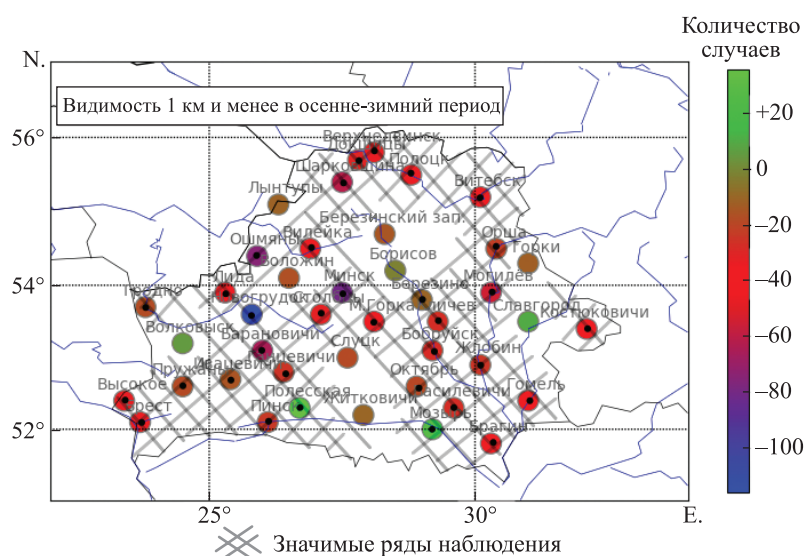 Количество
случаев
N.
Видимость 1 км и менее в осенне-зимний период
+20
56°
Верхнедвинск
Полоцк
0
Лынтупы
Витебск
Березинский зап.
–20
Ошмяны
Вилейка
Орша
Горки
Борисов
Воложин
54°
Лида
Минск
Березино
Могилев
–40
Гродно
Новогрудок
Столбцы
Славгород
Костюковичи
М.Горка
Волковыск
Барановичи
Слуцк
Бобруйск
Жлобин
–60
Пружаны
Октябрь
Высокое
Полесская
Василевичи
Гомель
–80
Брест
Пинск
Житковичи
Мозырь
Брагин
52°
–100
25°
30°
E.
Значимые ряды наблюдения